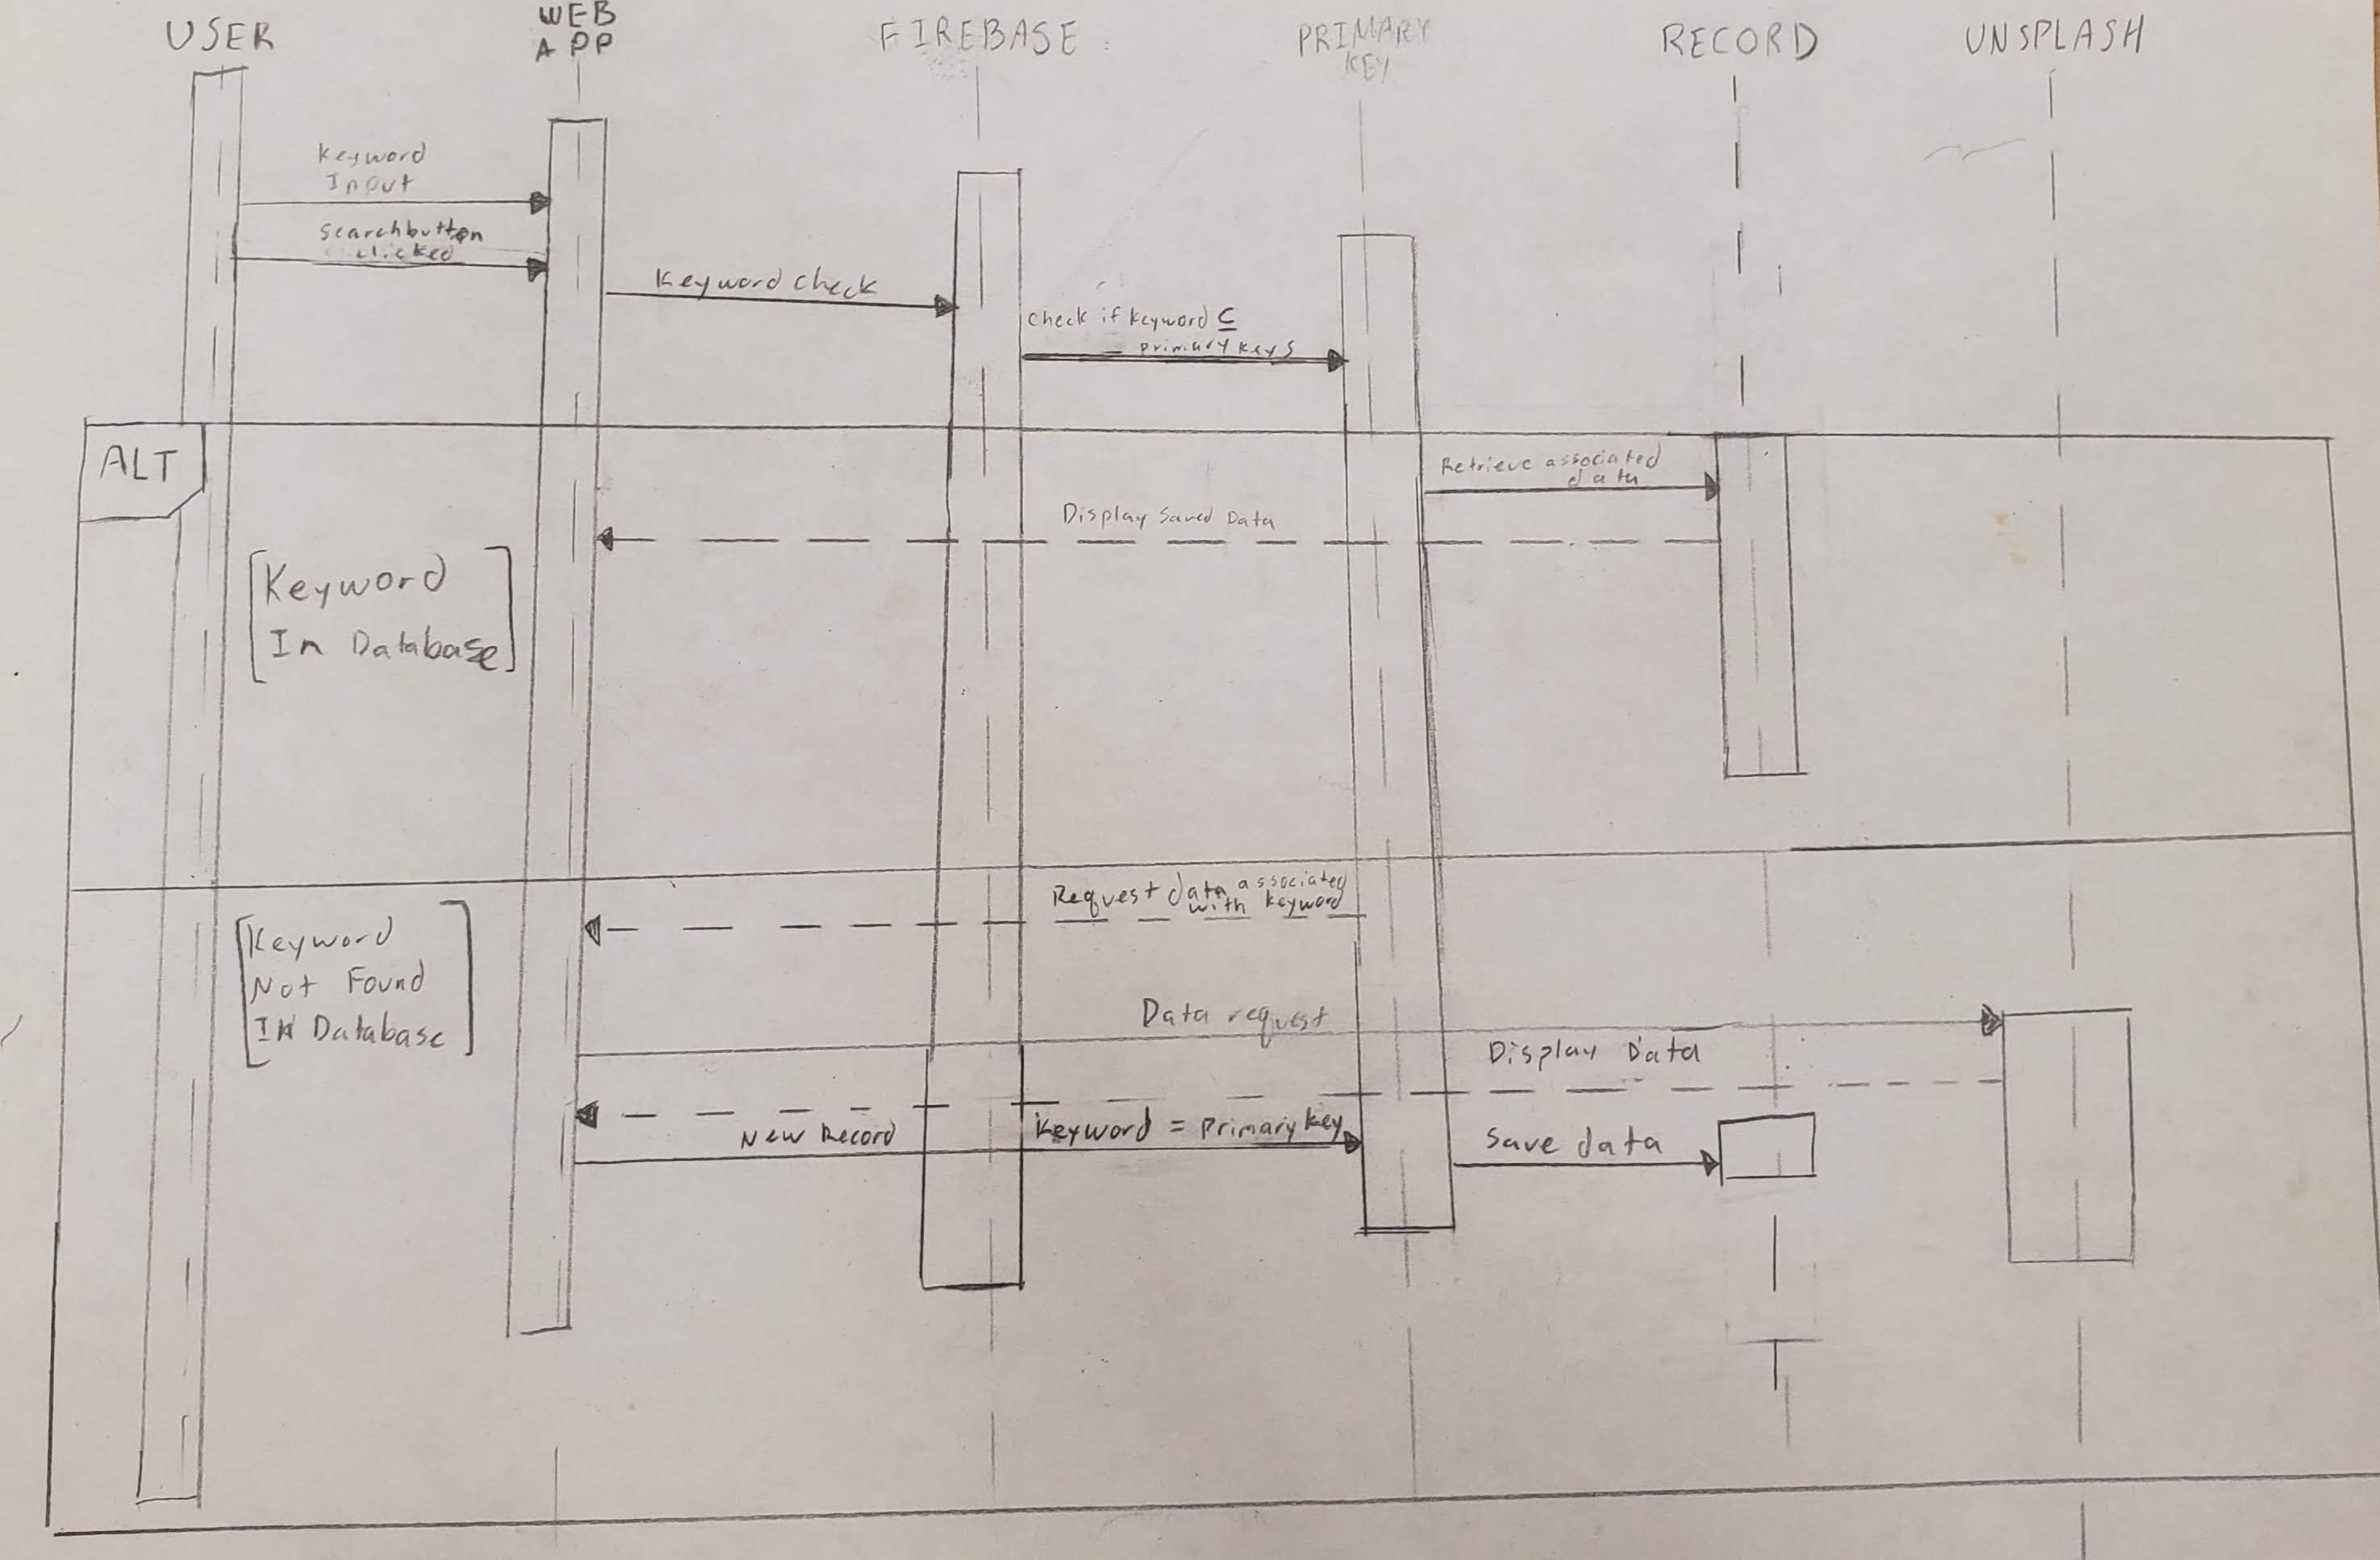 USER
WEB
APP
FIREBASE
PRIMARY
KEY
RECORD
UNSPLASH
Keyword
Input
Searchbutton
clicked
Keyword check
check if keyword ⊆
primary keys
ALT
Retrieve associated
data
Display Saved Data
[Keyword
In Database]
Request data associated
with keyword
[Keyword
Not Found
In Database]
Data request
Display Data
New Record
Keyword = Primary Key
Save data